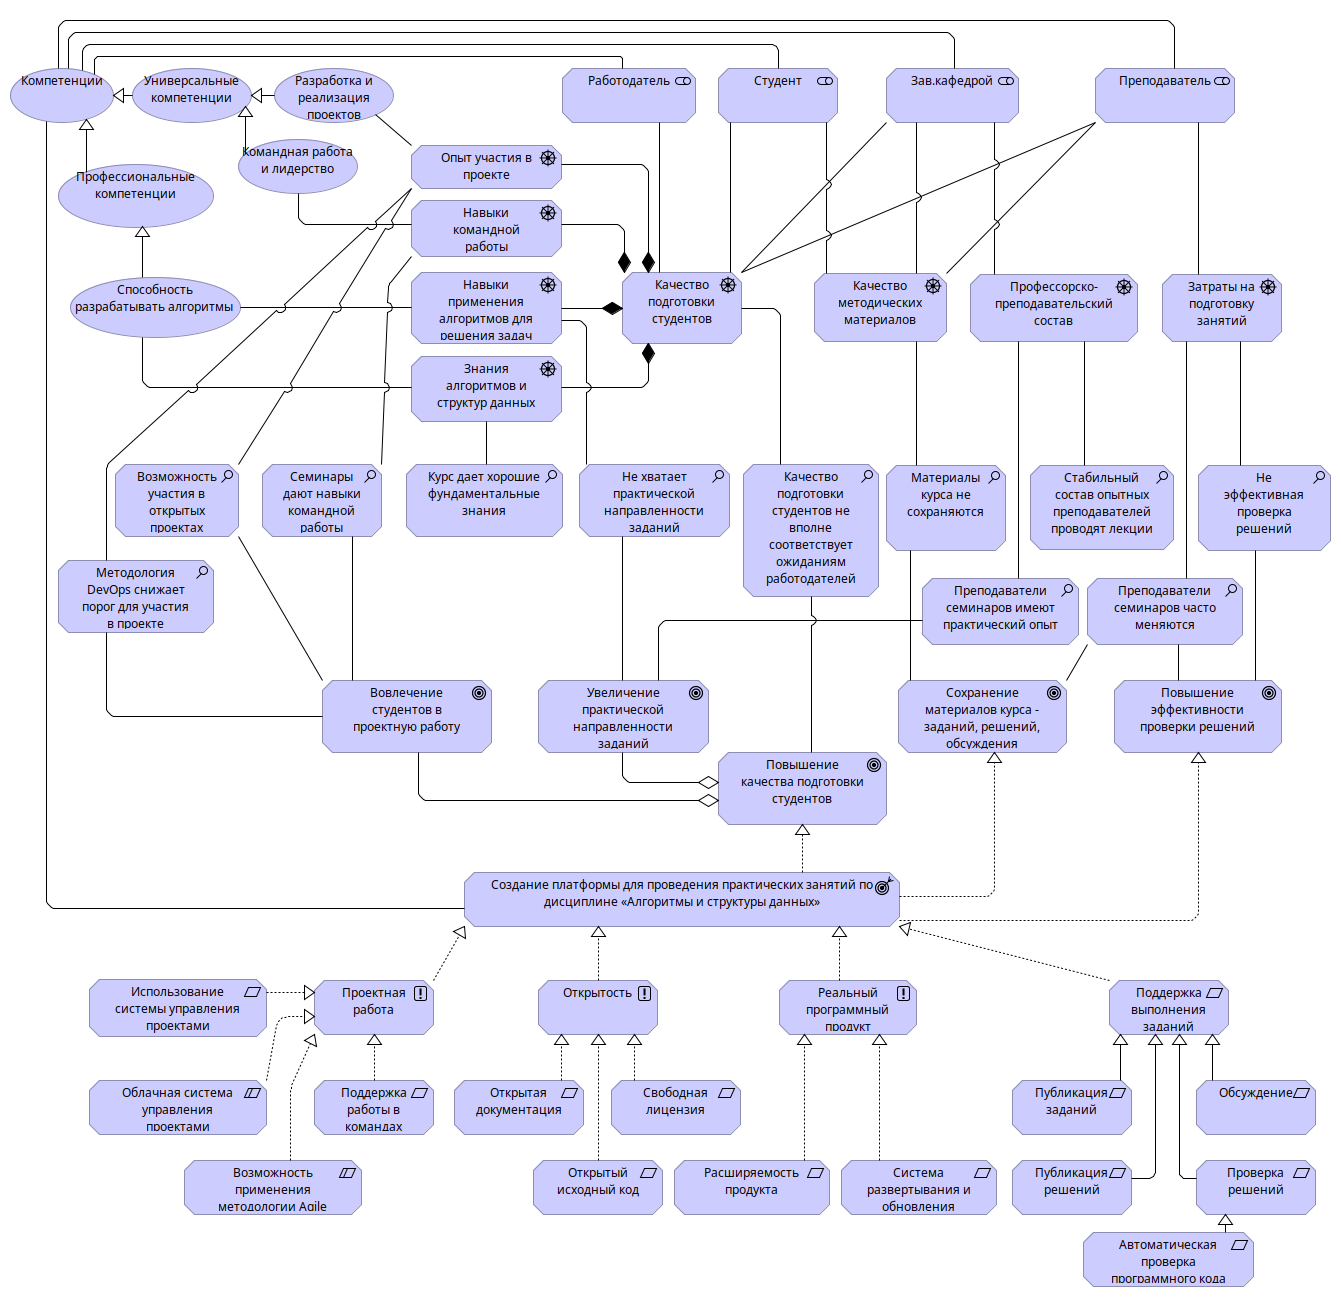 Компетенции
Универсальные
компетенции
Разработка и
реализация
проектов
Работодатель
Студент
Зав.кафедрой
Преподаватель
Командная работа
и лидерство
Профессиональные
компетенции
Опыт участия в
проекте
Навыки
командной
работы
Способность
разрабатывать алгоритмы
Навыки
применения
алгоритмов для
решения задач
Качество
подготовки
студентов
Качество
методических
материалов
Профессорско-
преподавательский
состав
Затраты на
подготовку
занятий
Знания
алгоритмов и
структур данных
Возможность
участия в
открытых
проектах
Семинары
дают навыки
командной
работы
Курс дает хорошие
фундаментальные
знания
Не хватает
практической
направленности
заданий
Качество
подготовки
студентов не
вполне
соответствует
ожиданиям
работодателей
Материалы
курса не
сохраняются
Стабильный
состав опытных
преподателей
проводят лекции
Не
эффективная
проверка
решений
Методология
DevOps снижает
порог для участия
в проекте
Преподаватели
семинаров имеют
практический опыт
Преподаватели
семинаров часто
меняются
Вовлечение
студентов в
проектную работу
Увеличение
практической
направленности
заданий
Сохранение
материалов курса -
заданий, решений,
обсуждения
Повышение
эффективности
проверки решений
Повышение
качества подготовки
студентов
Создание платформы для проведения практических занятий по
дисциплине «Алгоритмы и структуры данных»
Использование
системы управления
проектами
Проектная
работа
Открытость
Реальный
программный
продукт
Поддержка
выполнения
заданий
Облачная система
управления
проектами
Поддержка
работы в
командах
Открытая
документация
Свободная
лицензия
Публикация
заданий
Обсуждение
Возможность
применения
методологии Agile
Открытый
исходный код
Расширяемость
продукта
Система
развертывания и
обновления
Публикация
решений
Проверка
решений
Автоматическая
проверка
программного кода